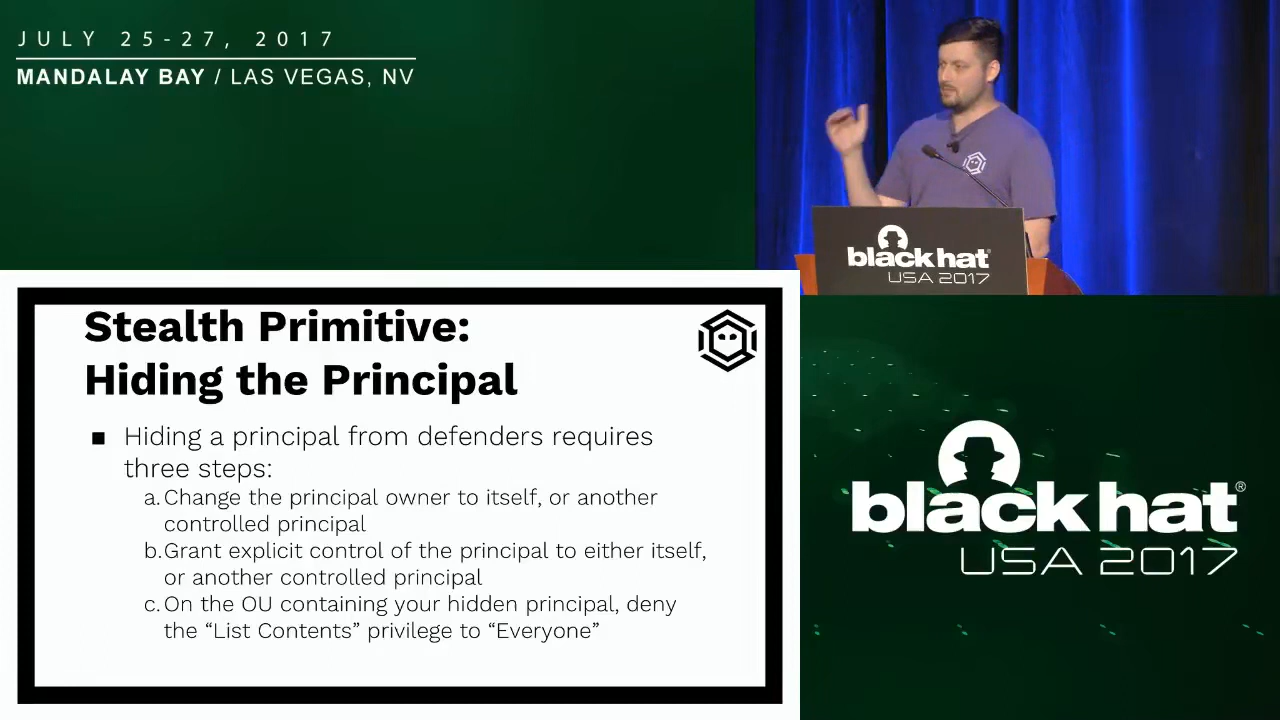 JULY 25-27, 2017
MANDALAY BAY / LAS VEGAS, NV
black hat®
USA 2017
Stealth Primitive:
Hiding the Principal
■ Hiding a principal from defenders requires
three steps:
a. Change the principal owner to itself, or another
controlled principal
b. Grant explicit control of the principal to either itself,
or another controlled principal
c. On the OU containing your hidden principal, deny
the “List Contents” privilege to “Everyone”
black hat®
USA 2017